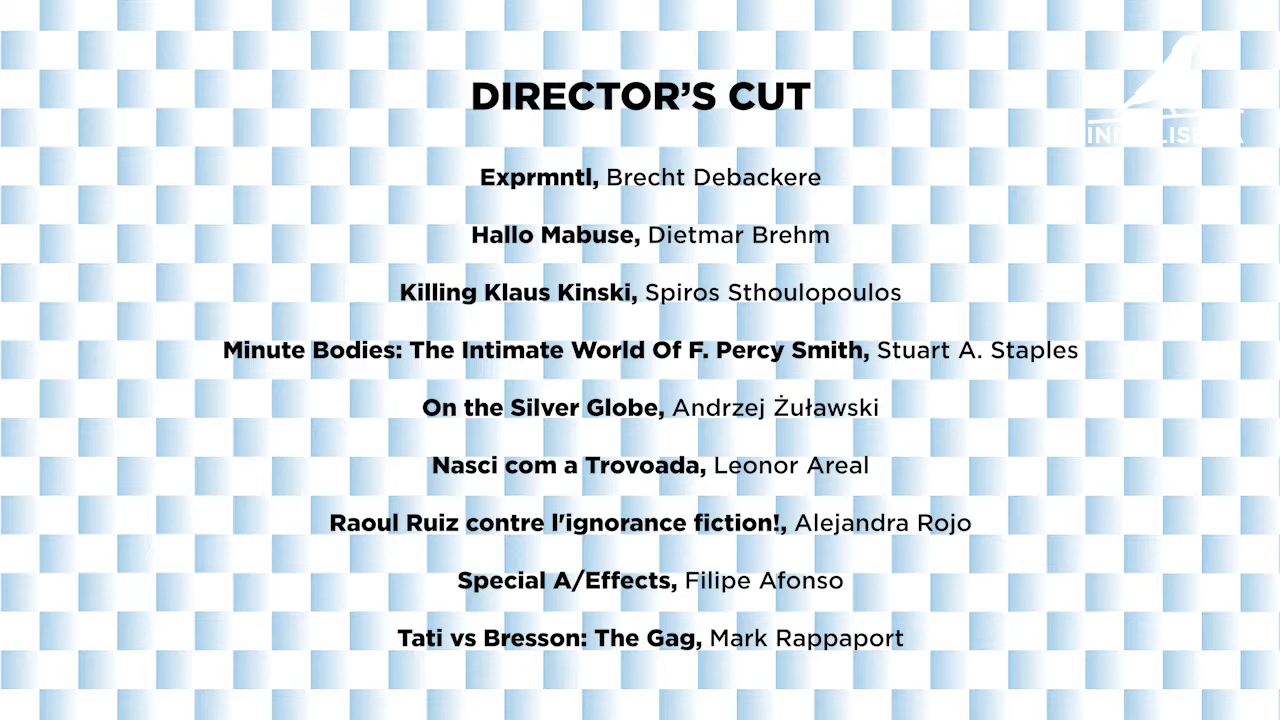 DIRECTOR'S CUT
Exprmntl, Brecht Debackere
Hallo Mabuse, Dietmar Brehm
Killing Klaus Kinski, Spiros Sthoulopoulos
Minute Bodies: The Intimate World Of F. Percy Smith, Stuart A. Staples
On the Silver Globe, Andrzej Żuławski
Nasci com a Trovoada, Leonor Areal
Raoul Ruiz contre l'ignorance fiction!, Alejandra Rojo
Special A/Effects, Filipe Afonso
Tati vs Bresson: The Gag, Mark Rappaport